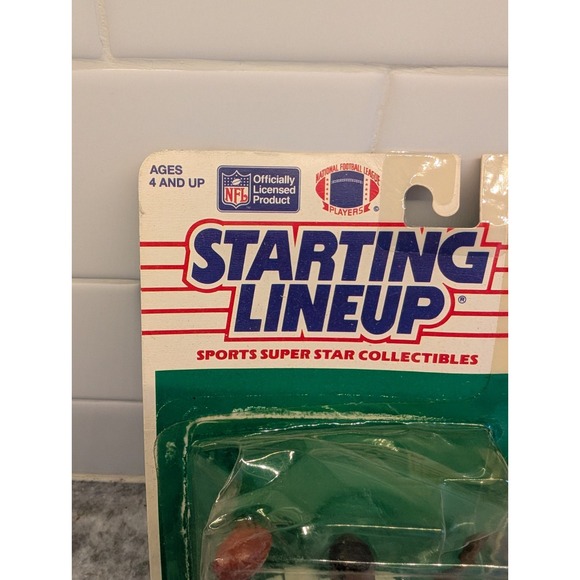 AGES
4 AND UP
NFL
Officially
Licensed
Product
NATIONAL FOOTBALL LEAGUE
PLAYERS ©
STARTING
LINEUP ®
SPORTS SUPER STAR COLLECTIBLES